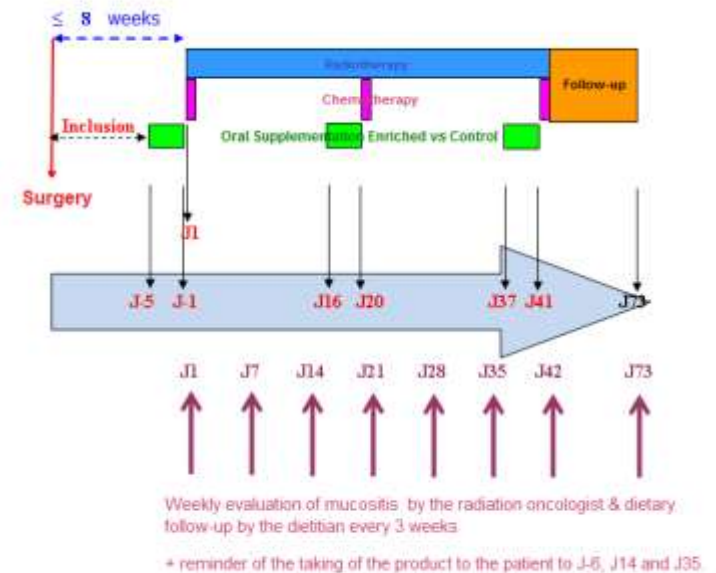 ≤ 8 weeks
Radiotherapy
Follow-up
Chemotherapy
Inclusion
Oral Supplementation Enriched vs Control
Surgery
J1
J-5 J-1 J16 J20 J37 J41 J73
J1 J7 J14 J21 J28 J35 J42 J73
Weekly evaluation of mucositis by the radiation oncologist & dietary
follow-up by the dietitian every 3 weeks
+ reminder of the taking of the product to the patient to J-6, J14 and J35.